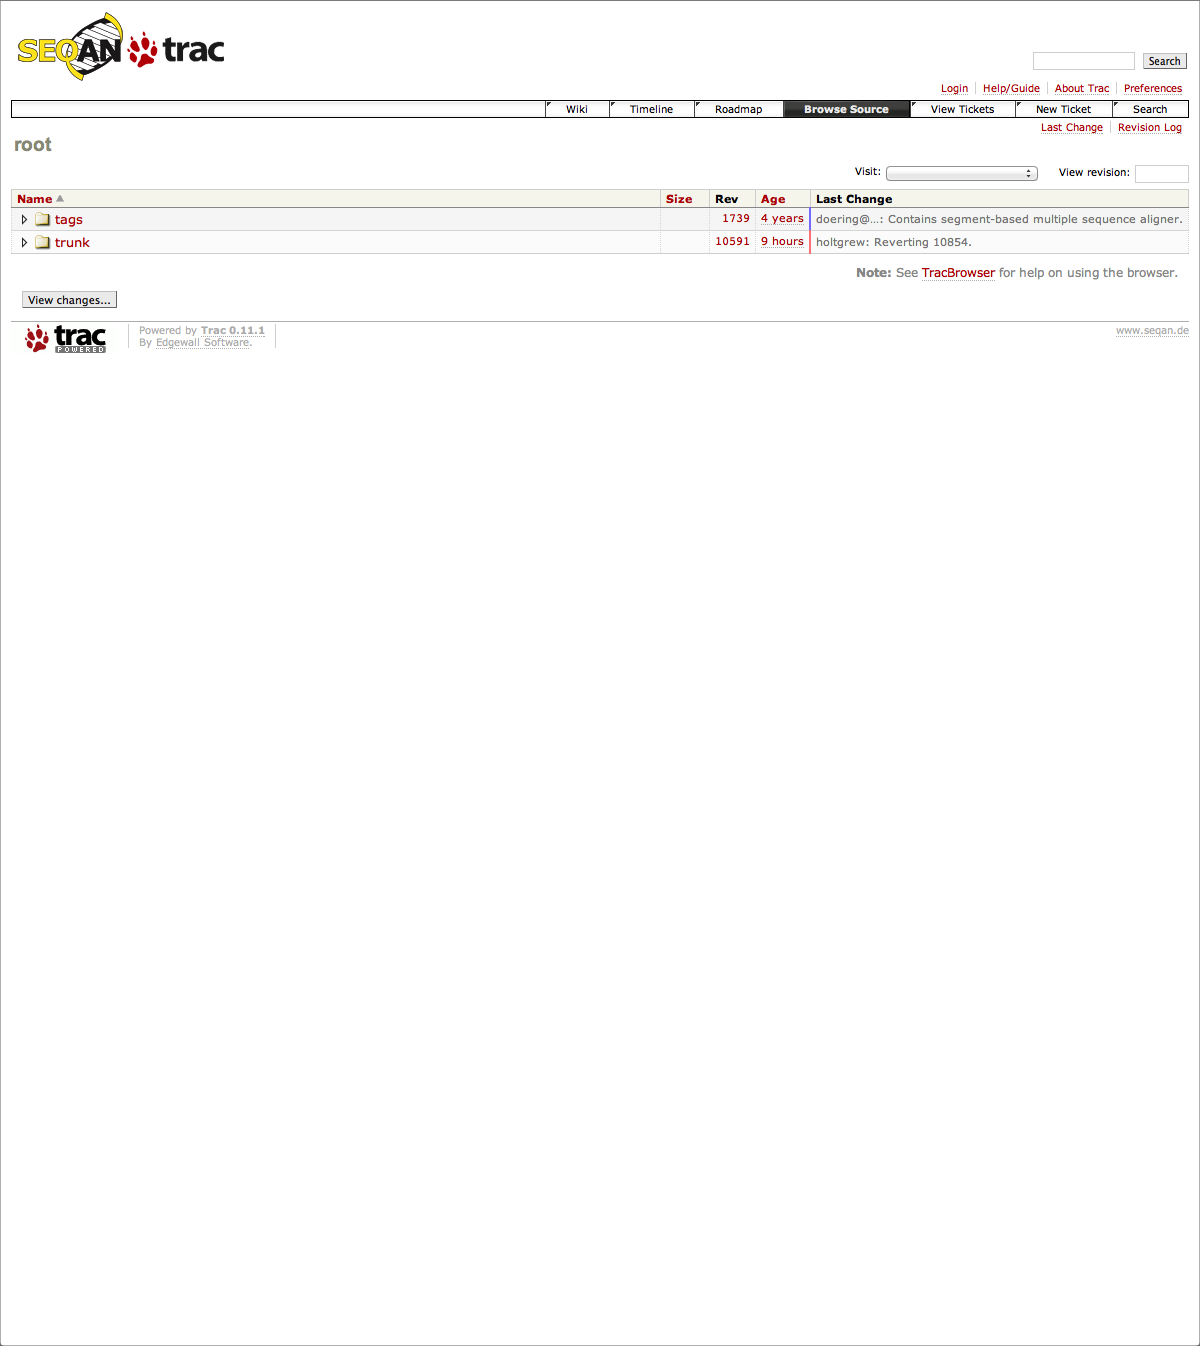 SEQAN trac
Search
Login Help/Guide About Trac Preferences
Wiki Timeline Roadmap Browse Source View Tickets New Ticket Search
Last Change Revision Log
root
Visit: View revision:
Name Size Rev Age Last Change
tags 1739 4 years doering@…: Contains segment-based multiple sequence aligner.
trunk 10591 9 hours holtgrew: Reverting 10854.
Note: See TracBrowser for help on using the browser.
View changes...
trac POWERED
Powered by Trac 0.11.1
By Edgewall Software.
www.seqan.de